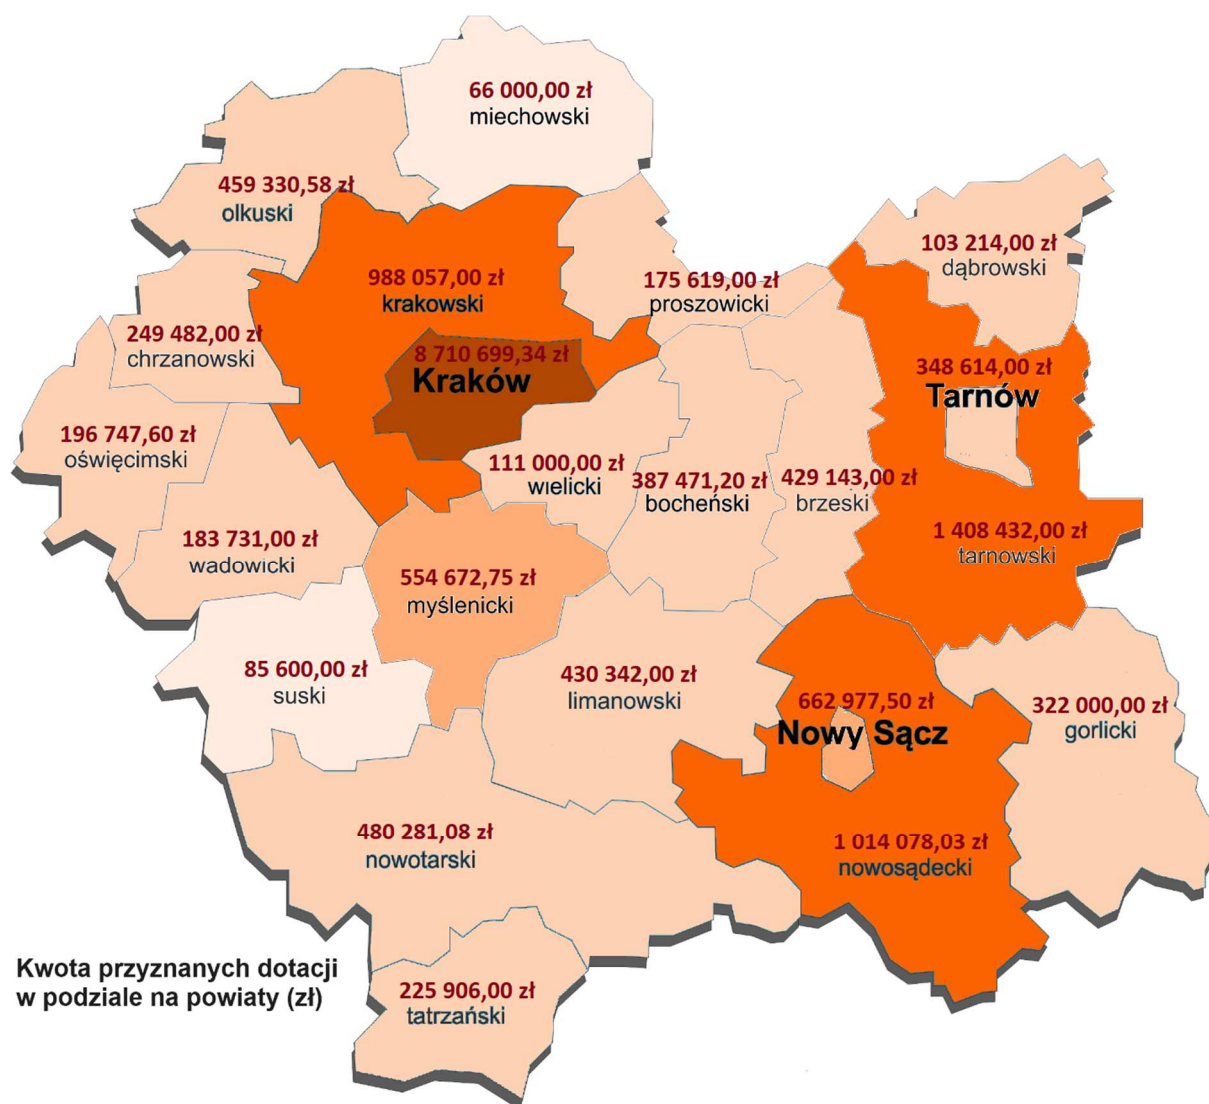 66 000,00 zł
miechowski
459 330,58 zł
olkuski
103 214,00 zł
dąbrowski
988 057,00 zł
krakowski
175 619,00 zł
proszowicki
249 482,00 zł
chrzanowski
8 710 699,34 zł
Kraków
348 614,00 zł
Tarnów
196 747,60 zł
oświęcimski
111 000,00 zł
wielicki
387 471,20 zł
bocheński
429 143,00 zł
brzeski
183 731,00 zł
wadowicki
1 408 432,00 zł
tarnowski
554 672,75 zł
myślenicki
85 600,00 zł
suski
430 342,00 zł
limanowski
662 977,50 zł
Nowy Sącz
322 000,00 zł
gorlicki
480 281,08 zł
nowotarski
1 014 078,03 zł
nowosądecki
Kwota przyznanych dotacji
w podziale na powiaty (zł)
225 906,00 zł
tatrzański